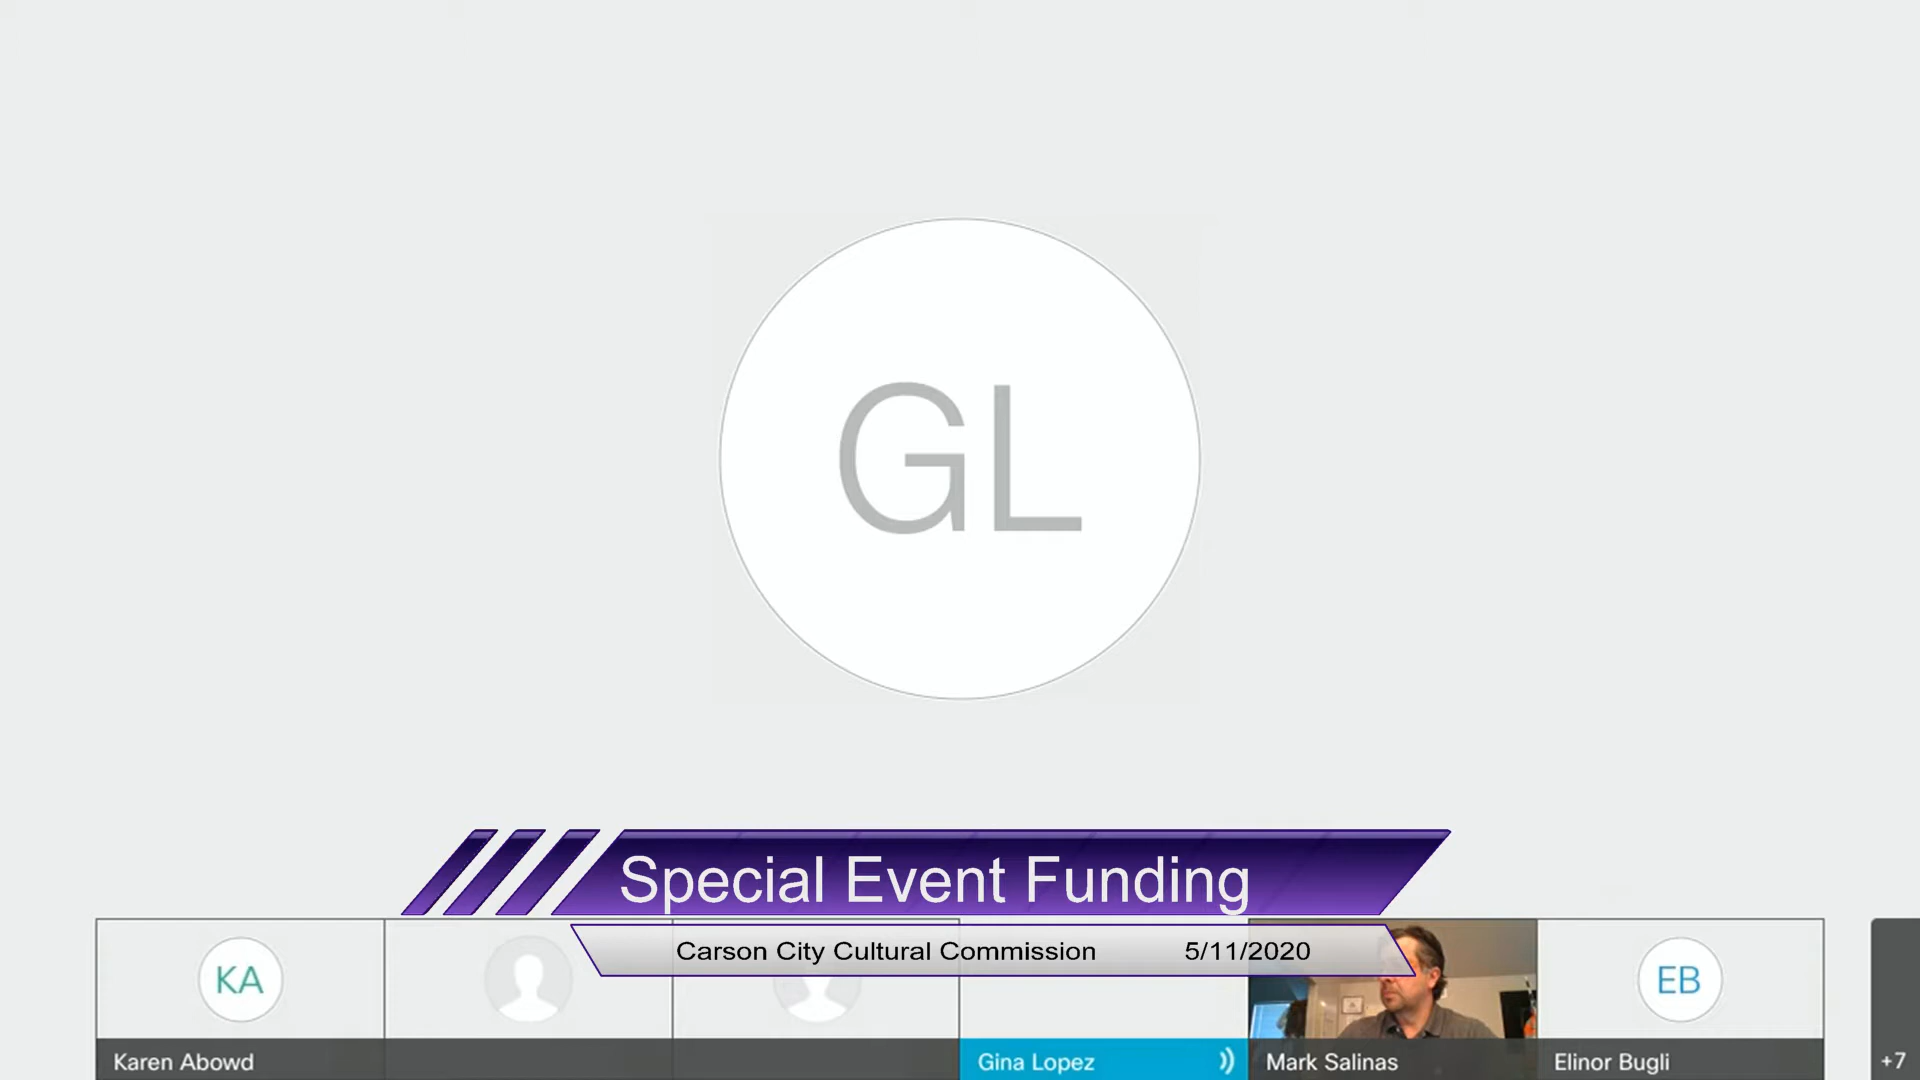 GL
Special Event Funding
Carson City Cultural Commission 5/11/2020
KA
EB
Karen Abowd
Gina Lopez
Mark Salinas
Elinor Bugli
+7